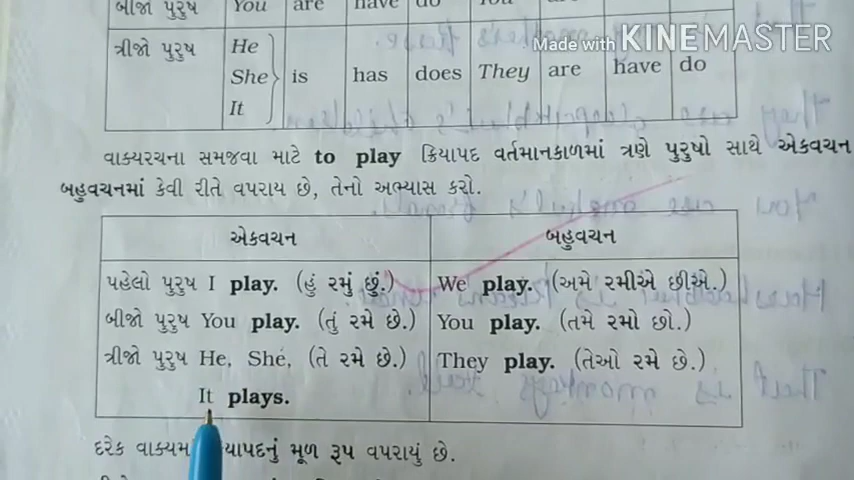 બીજો પુરુષ You are have do You
Made with KINEMASTER
ત્રીજો પુરુષ He
She is has does They are have do
It
વાક્યરચના સમજવા માટે to play ક્રિયાપદ વર્તમાનકાળમાં ત્રણે પુરુષો સાથે એકવચન
બહુવચનમાં કેવી રીતે વપરાય છે, તેનો અભ્યાસ કરો.
એકવચન બહુવચન
પહેલો પુરુષ I play. (હું રમું છું.) We play. (અમે રમીએ છીએ.)
બીજો પુરુષ You play. (તું રમે છે.) You play. (તમે રમો છો.)
ત્રીજો પુરુષ He, She, (તે રમે છે.) They play. (તેઓ રમે છે.)
It plays.
દરેક મૂળ રૂપ વપરાયું છે.